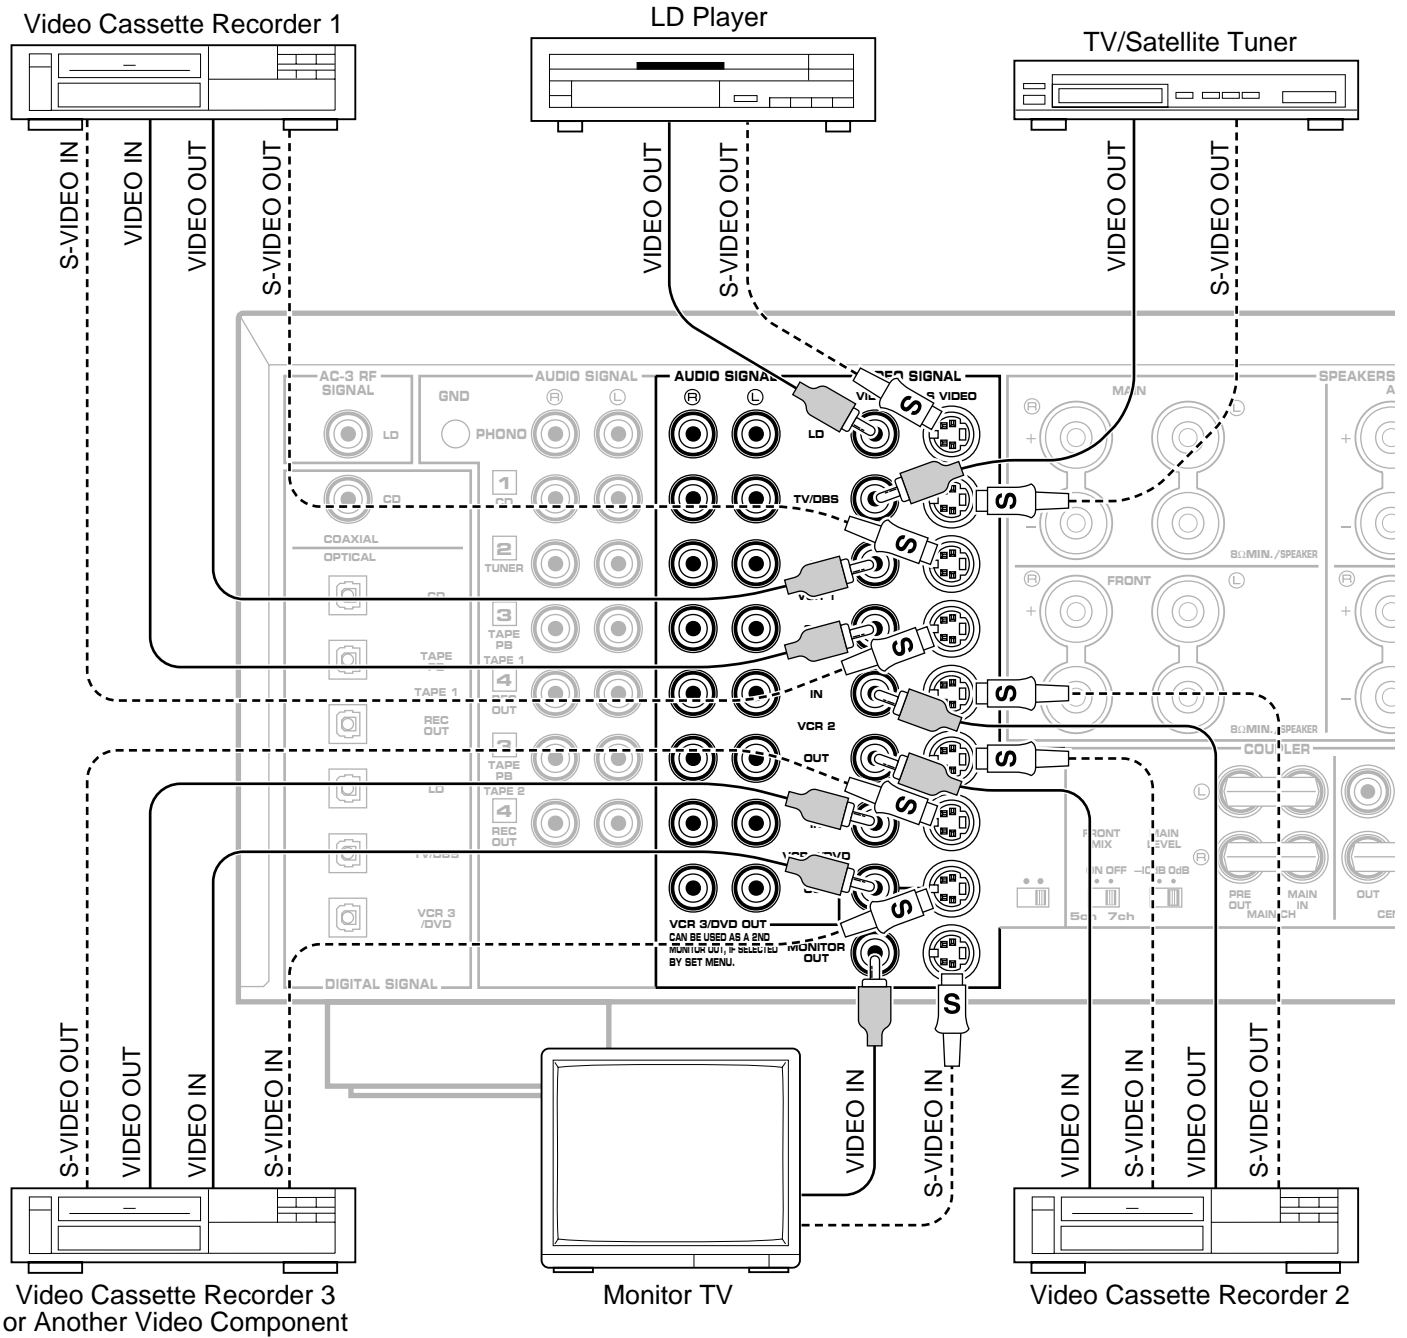 Video Cassette Recorder 1
LD Player
TV/Satellite Tuner
S-VIDEO IN
VIDEO IN
VIDEO OUT
S-VIDEO OUT
VIDEO OUT
S-VIDEO OUT
VIDEO OUT
S-VIDEO OUT
AC-3 RF
SIGNAL
LD
CD
COAXIAL
OPTICAL
CD
TAPE
TAPE 1
REC
OUT
LD
TV/DBS
VCR 3
/DVD
DIGITAL SIGNAL
GND
AUDIO SIGNAL
R L
PHONO
1
CD
2
TUNER
3
TAPE
PB
TAPE 1
4
OUT
3
TAPE
PB
TAPE 2
4
REC
OUT
AUDIO SIGNAL
R L
SIGNAL
S VIDEO
LD
TV/DBS
IN
VCR 2
OUT
VCR 3/DVD OUT
CAN BE USED AS A 2ND
MONITOR OUT, IF SELECTED
BY SET MENU.
MONITOR
OUT
S
S
S
S
S
S
S
S
S
SPEAKERS
A
MAIN
R L
+
−
8ΩMIN./SPEAKER
+
−
R FRONT L
R
+
−
8ΩMIN./SPEAKER
+
−
COUPLER
L
R
FRONT
MIX
MAIN
LEVEL
ON OFF
0dB
5ch 7ch
PRE
OUT
MAIN
IN
MAIN CH
OUT
CE
S-VIDEO OUT
VIDEO OUT
VIDEO IN
S-VIDEO IN
VIDEO IN
S-VIDEO IN
VIDEO IN
S-VIDEO IN
VIDEO OUT
S-VIDEO OUT
Video Cassette Recorder 3
or Another Video Component
Monitor TV
Video Cassette Recorder 2